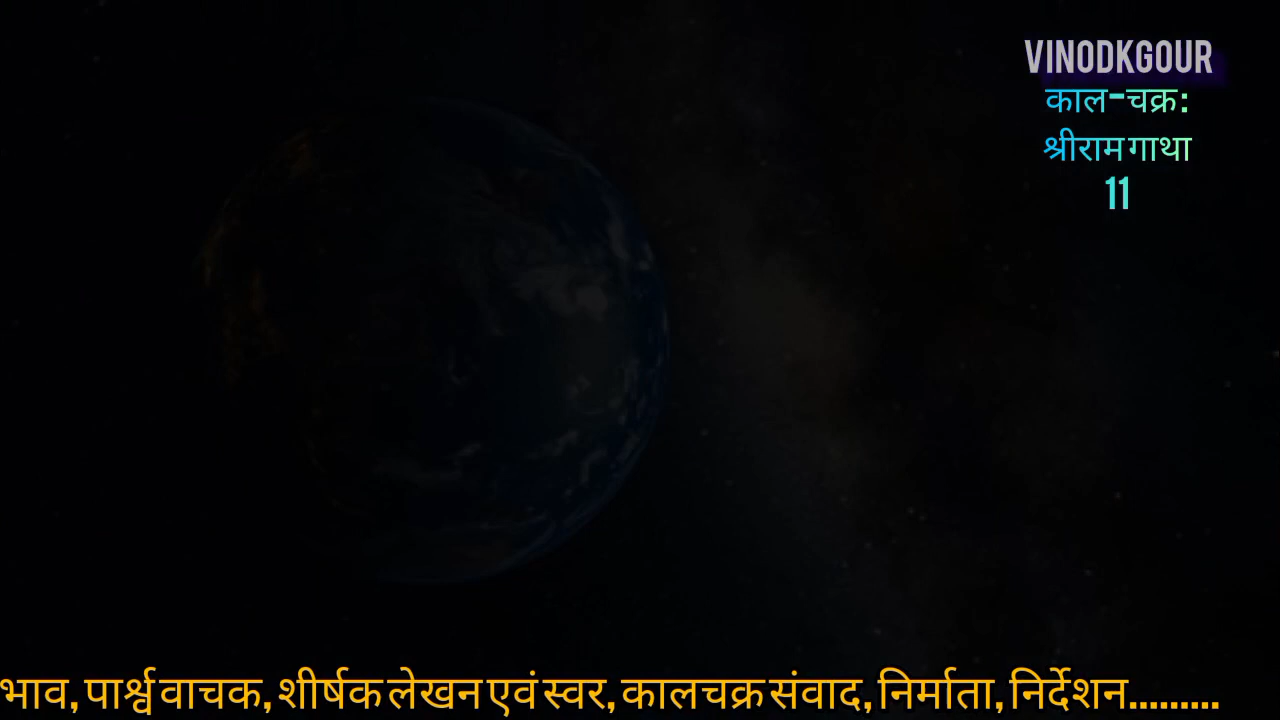 VINODKGOUR
काल-चक्र:
श्रीराम गाथा
11
भाव, पार्श्व वाचक, शीर्षक लेखन एवं स्वर, कालचक्र संवाद, निर्माता, निर्देशन.........